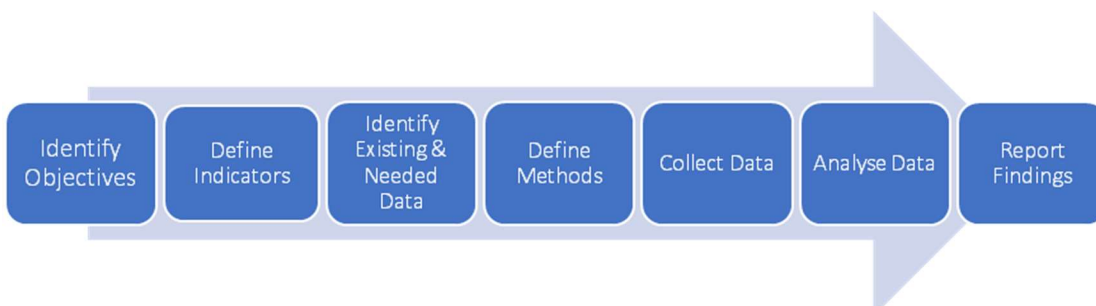 Identify
Objectives
Define
Indicators
Identify
Existing &
Needed
Data
Define
Methods
Collect Data
Analyse Data
Report
Findings